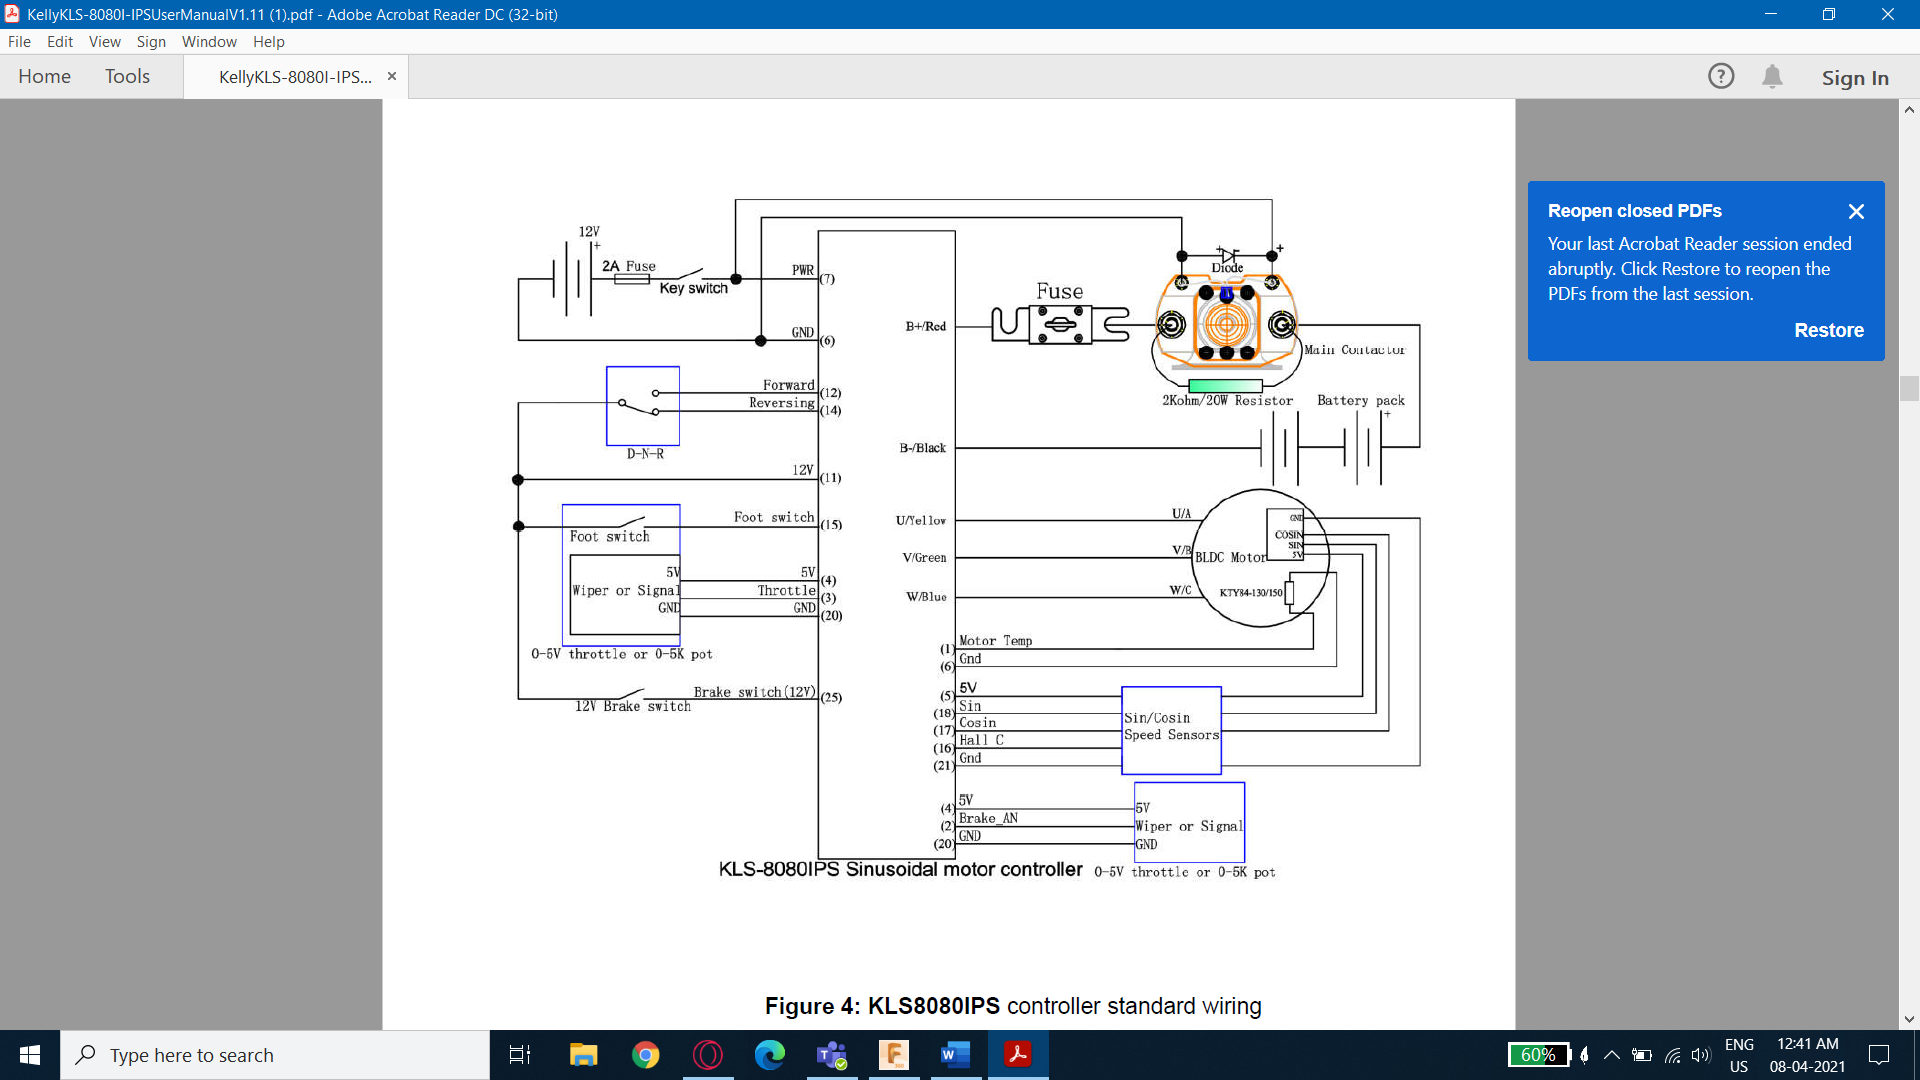 KellyKLS-8080I-IPSUserManualV1.11 (1).pdf - Adobe Acrobat Reader DC (32-bit)
File Edit View Sign Window Help
Home Tools KellyKLS-8080I-IPS... × ? Sign In
Reopen closed PDFs
Your last Acrobat Reader session ended
abruptly. Click Restore to reopen the
PDFs from the last session.
Restore
12V
+
2A Fuse
Key switch
PWR (7)
GND (6)
Forward (12)
Reversing (14)
D-N-R
12V (11)
Foot switch (15)
Foot switch
5V 5V (4)
Wiper or Signal Throttle (3)
GND GND (20)
0-5V throttle or 0-5K pot
Brake switch(12V) (25)
12V Brake switch
B+/Red
Fuse
+ +
Diode
Main Contactor
2Kohm/20W Resistor
Battery pack
+
B-/Black
U/Yellow U/A
V/Green V/B
W/Blue W/C
BLDC Motor
GND
COSIN
SIN
5V
KTY84-130/150
(1) Motor Temp
(6) Gnd
(5) 5V
(18) Sin
(17) Cosin
(16) Hall C
(21) Gnd
Sin/Cosin
Speed Sensors
(4) 5V 5V
(2) Brake_AN Wiper or Signal
(20) GND GND
KLS-8080IPS Sinusoidal motor controller 0-5V throttle or 0-5K pot
Figure 4: KLS8080IPS controller standard wiring
Type here to search
60%
ENG
US
12:41 AM
08-04-2021